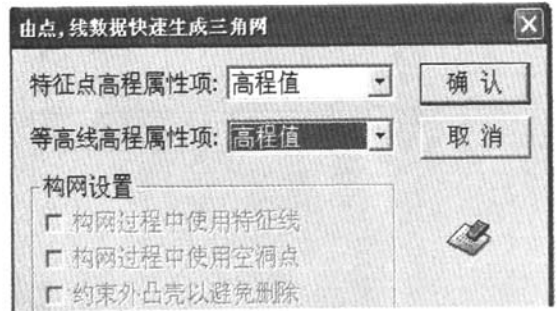 由点,线数据快速生成三角网
特征点高程属性项: 高程值 确 认
等高线高程属性项: 高程值 取 消
构网设置
构网过程中使用特征线
构网过程中使用空洞点
约束外凸壳以避免删除